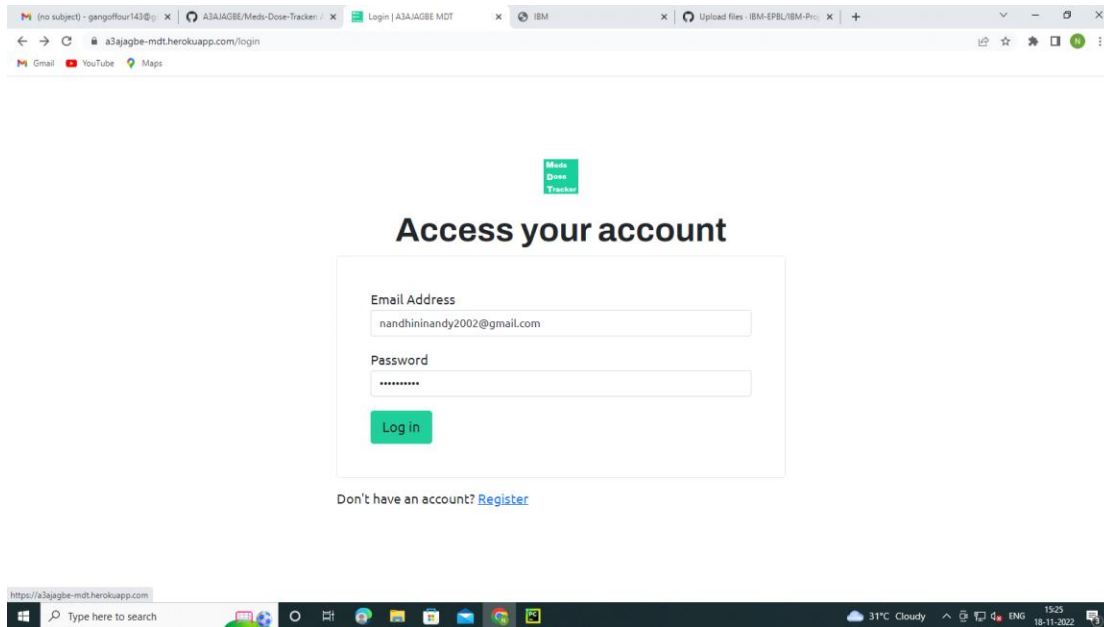 (no subject) - gangoffour143@g
A3AJAGBE/Meds-Dose-Tracker: A
Login | A3AJAGBE MDT
IBM
Upload files · IBM-EPBL/IBM-Proj
a3ajagbe-mdt.herokuapp.com/login
N
Gmail
YouTube
Maps
Meds
Dose
Tracker
Access your account
Email Address
nandhininandy2002@gmail.com
Password
••••••••••
Log in
Don't have an account? Register
https://a3ajagbe-mdt.herokuapp.com
Type here to search
PC
31°C Cloudy
ENG
15:25
18-11-2022